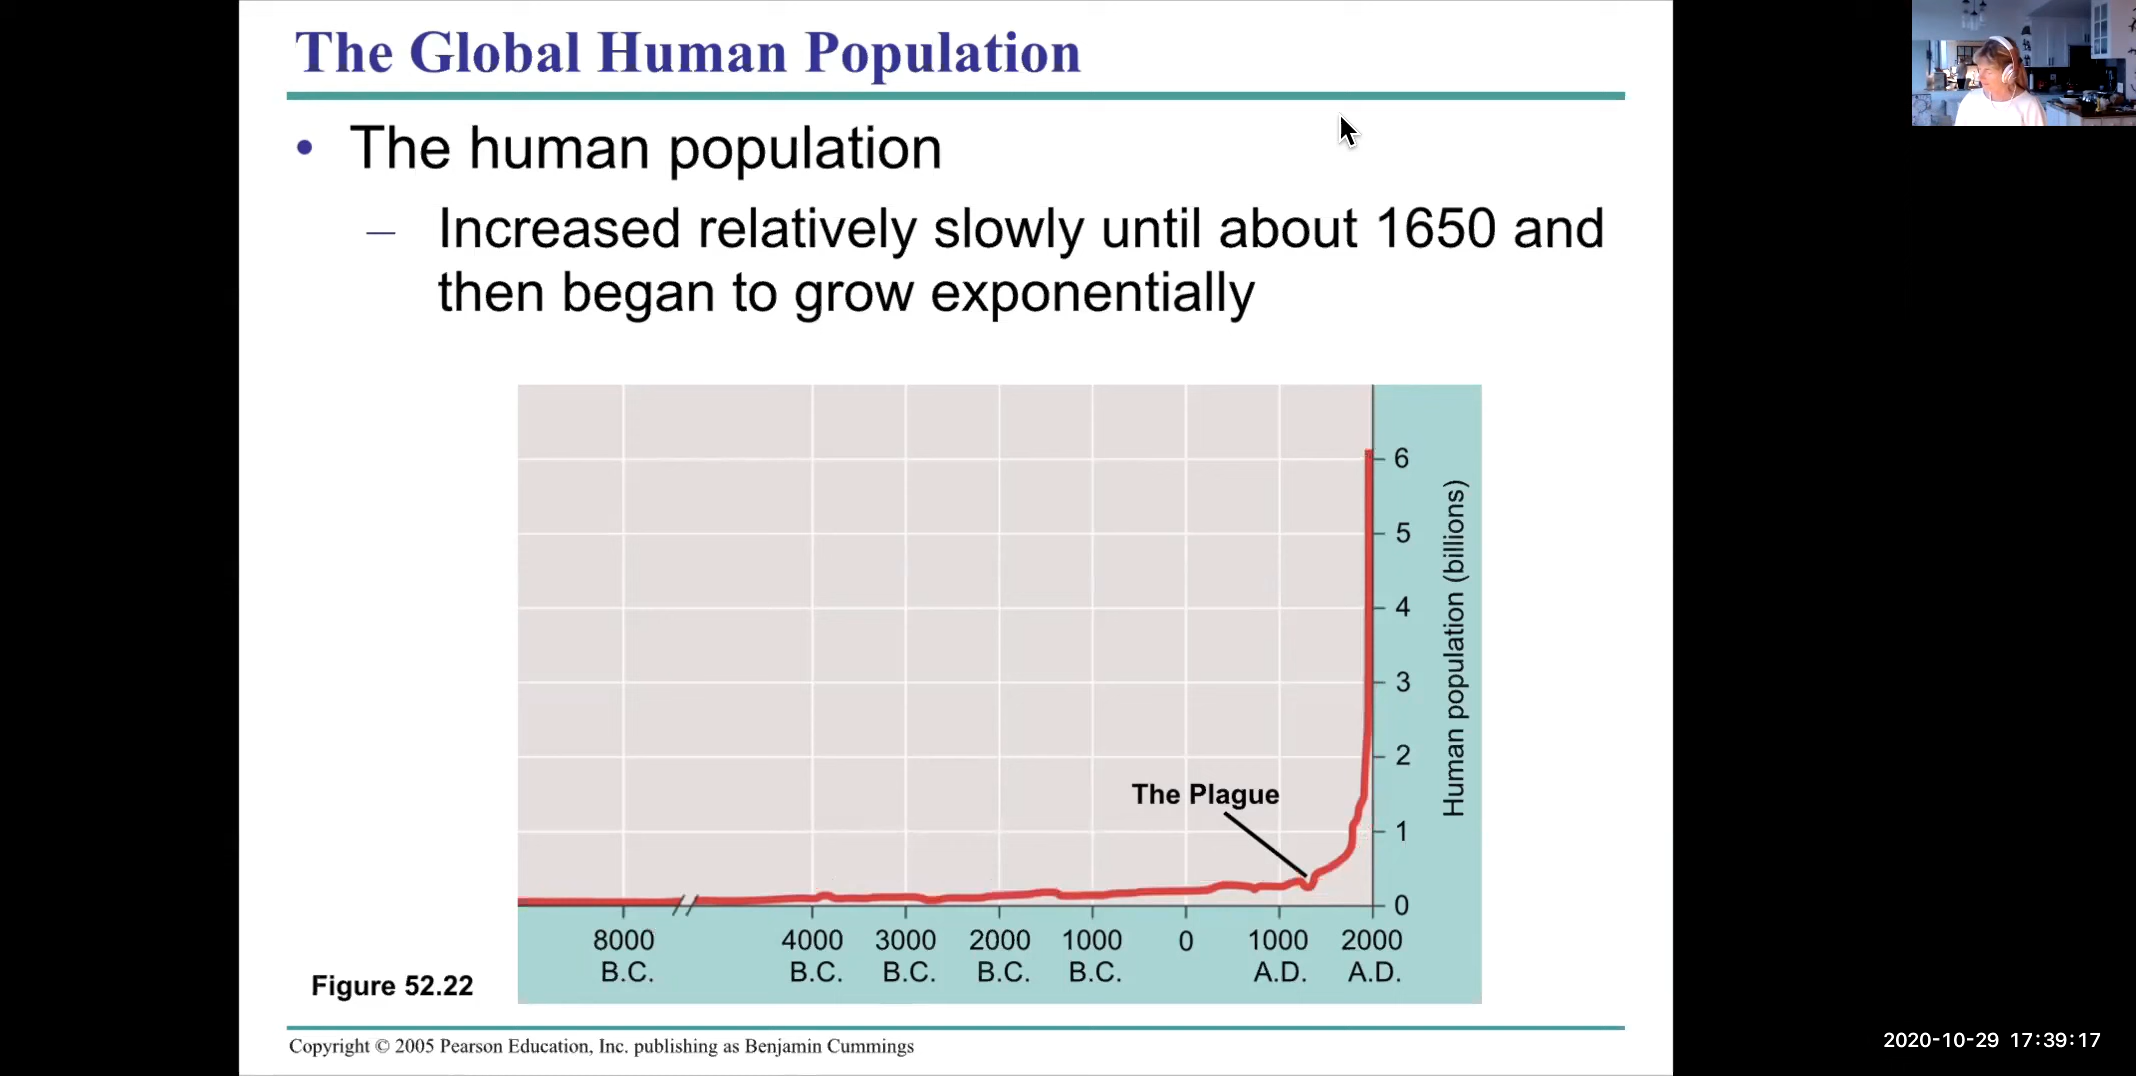 The Global Human Population
• The human population
– Increased relatively slowly until about 1650 and
then began to grow exponentially
6
5
4
3
2
1
0
Human population (billions)
The Plague
8000 4000 3000 2000 1000 0 1000 2000
B.C. B.C. B.C. B.C. B.C. A.D. A.D.
Figure 52.22
Copyright © 2005 Pearson Education, Inc. publishing as Benjamin Cummings
2020-10-29 17:39:17